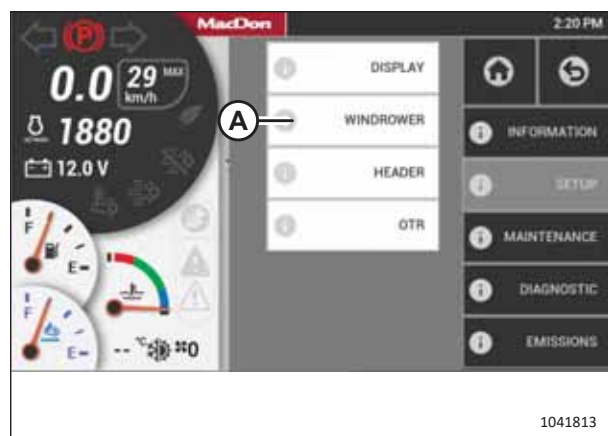 MacDon
2:20 PM
P
0.0 29 MAX
km/h
1880
12.0 V
F
E
F
E
-- °C 0
A
DISPLAY
WINDROWER
HEADER
OTR
INFORMATION
SETUP
MAINTENANCE
DIAGNOSTIC
EMISSIONS
1041813